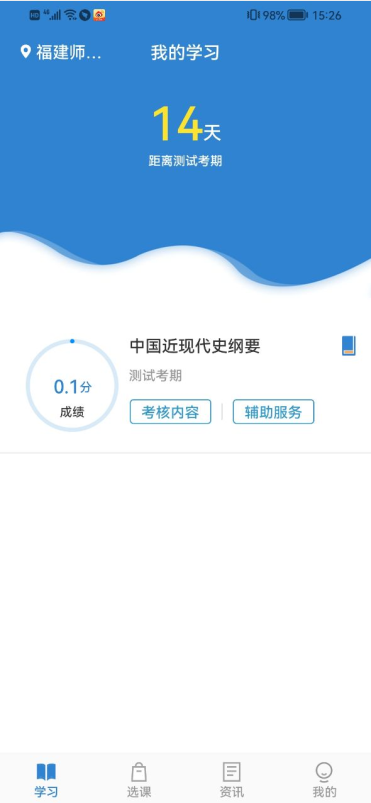 HD 4G 98% 15:26
福建师... 我的学习
14天
距离测试考期
中国近现代史纲要
测试考期
0.1分
成绩
考核内容 辅助服务
学习 选课 资讯 我的